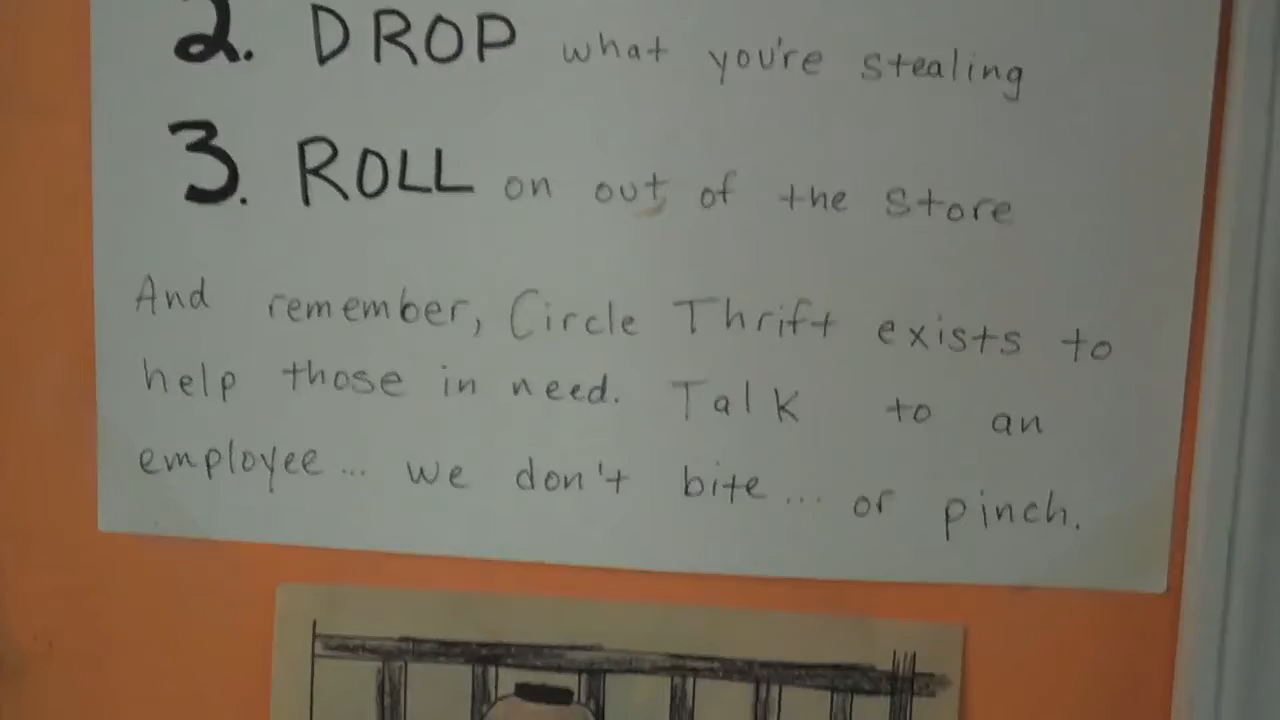 2. DROP what you're stealing
3. ROLL on out of the store
And remember, Circle Thrift exists to
help those in need. Talk to an
employee... we don't bite... or pinch.